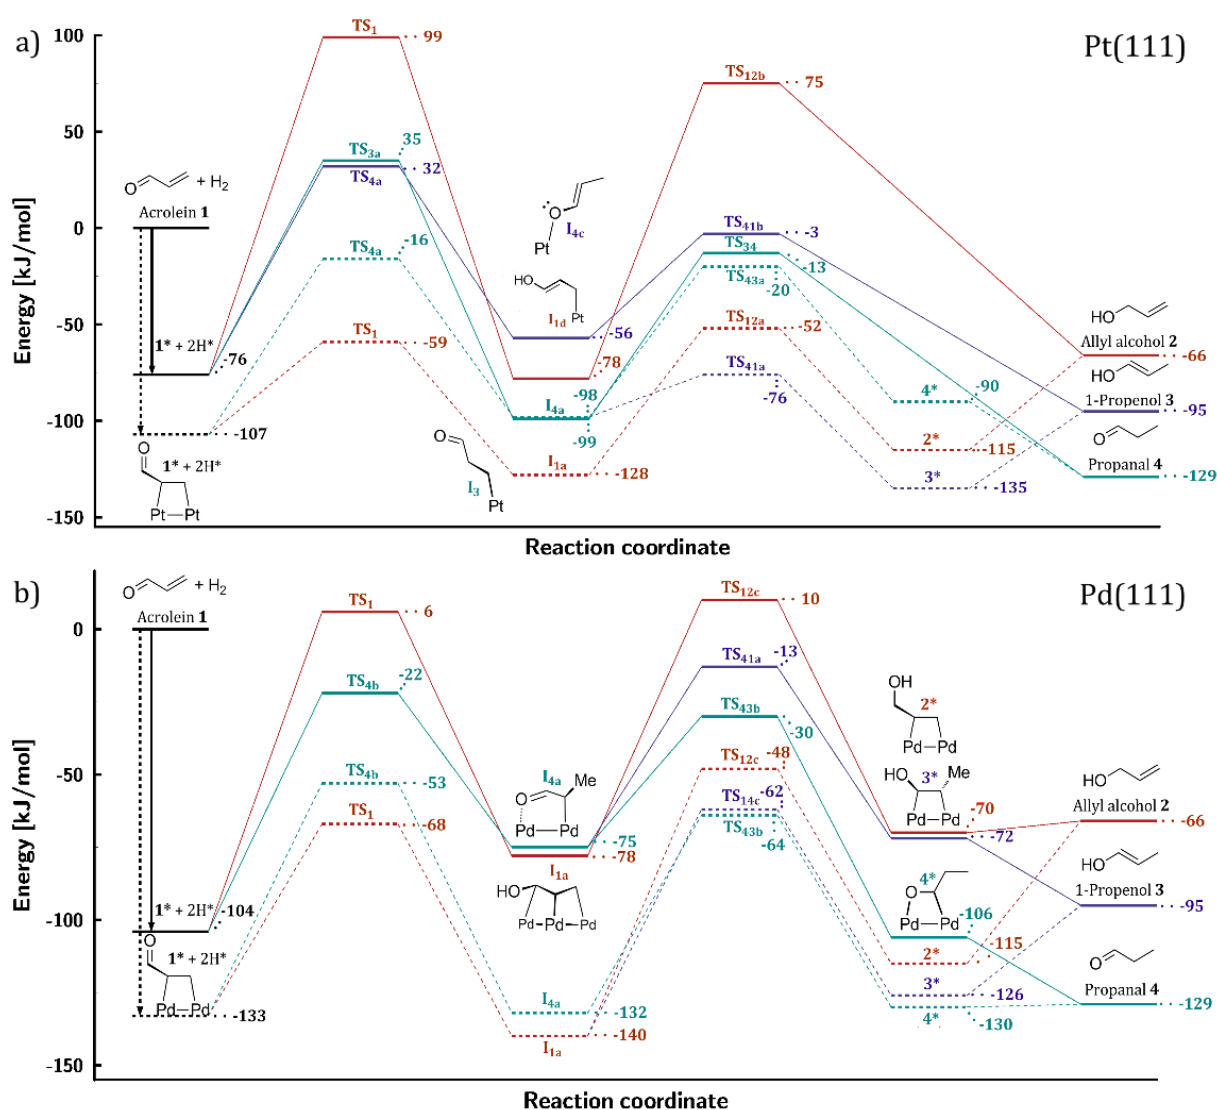 a)
Pt(111)
Energy [kJ/mol]
100
50
0
-50
-100
-150
O
+ H₂
Acrolein 1
1* + 2H*
-76
-107
O
1* + 2H*
Pt
Pt
TS₁
99
TS₃ₐ
35
TS₄ₐ
32
TS₄ₐ
-16
TS₁
-59
O
I₄c
Pt
HO
I₁d
Pt
-56
-78
I₄ₐ
-98
-99
I₁ₐ
-128
O
I₃
Pt
TS₁₂b
75
TS₄₁b
-3
TS₃₄
-13
TS₄₃ₐ
-20
TS₁₂ₐ
-52
TS₄₁ₐ
-76
4*
-90
2*
-115
3*
-135
HO
Allyl alcohol 2
-66
HO
1-Propenol 3
-95
O
Propanal 4
-129
Reaction coordinate
b)
Pd(111)
Energy [kJ/mol]
0
-50
-100
-150
O
+ H₂
Acrolein 1
1* + 2H*
-104
O
1* + 2H*
Pd
Pd
-133
TS₁
6
TS₄b
-22
TS₄b
-53
TS₁
-68
I₄ₐ
Me
O
Pd
Pd
-75
-78
I₁ₐ
HO
Pd
Pd
Pd
I₄ₐ
-132
I₁ₐ
-140
TS₁₂c
10
TS₄₁ₐ
-13
TS₄₃b
-30
TS₁₂c
-48
TS₁₄c
-62
TS₄₃b
-64
OH
2*
Pd
Pd
HO
3*
Me
Pd
Pd
-70
-72
4*
O
Pd
Pd
-106
2*
-115
3*
-126
4*
-130
HO
Allyl alcohol 2
-66
HO
1-Propenol 3
-95
O
Propanal 4
-129
Reaction coordinate